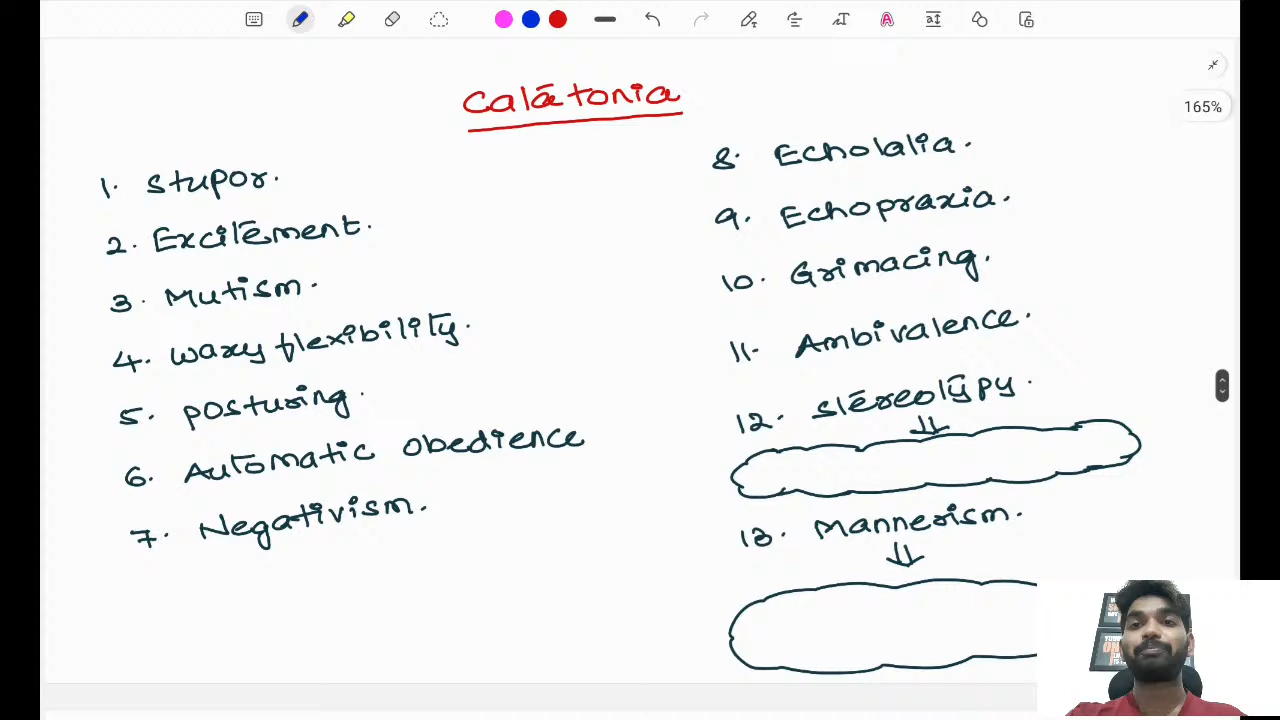 165%
Catatonia
1. Stupor.
2. Excitement.
3. Mutism.
4. Waxy flexibility.
5. Posturing.
6. Automatic obedience
7. Negativism.
8. Echolalia.
9. Echopraxia.
10. Grimacing.
11. Ambivalence.
12. Stereotypy.
13. Mannerism.